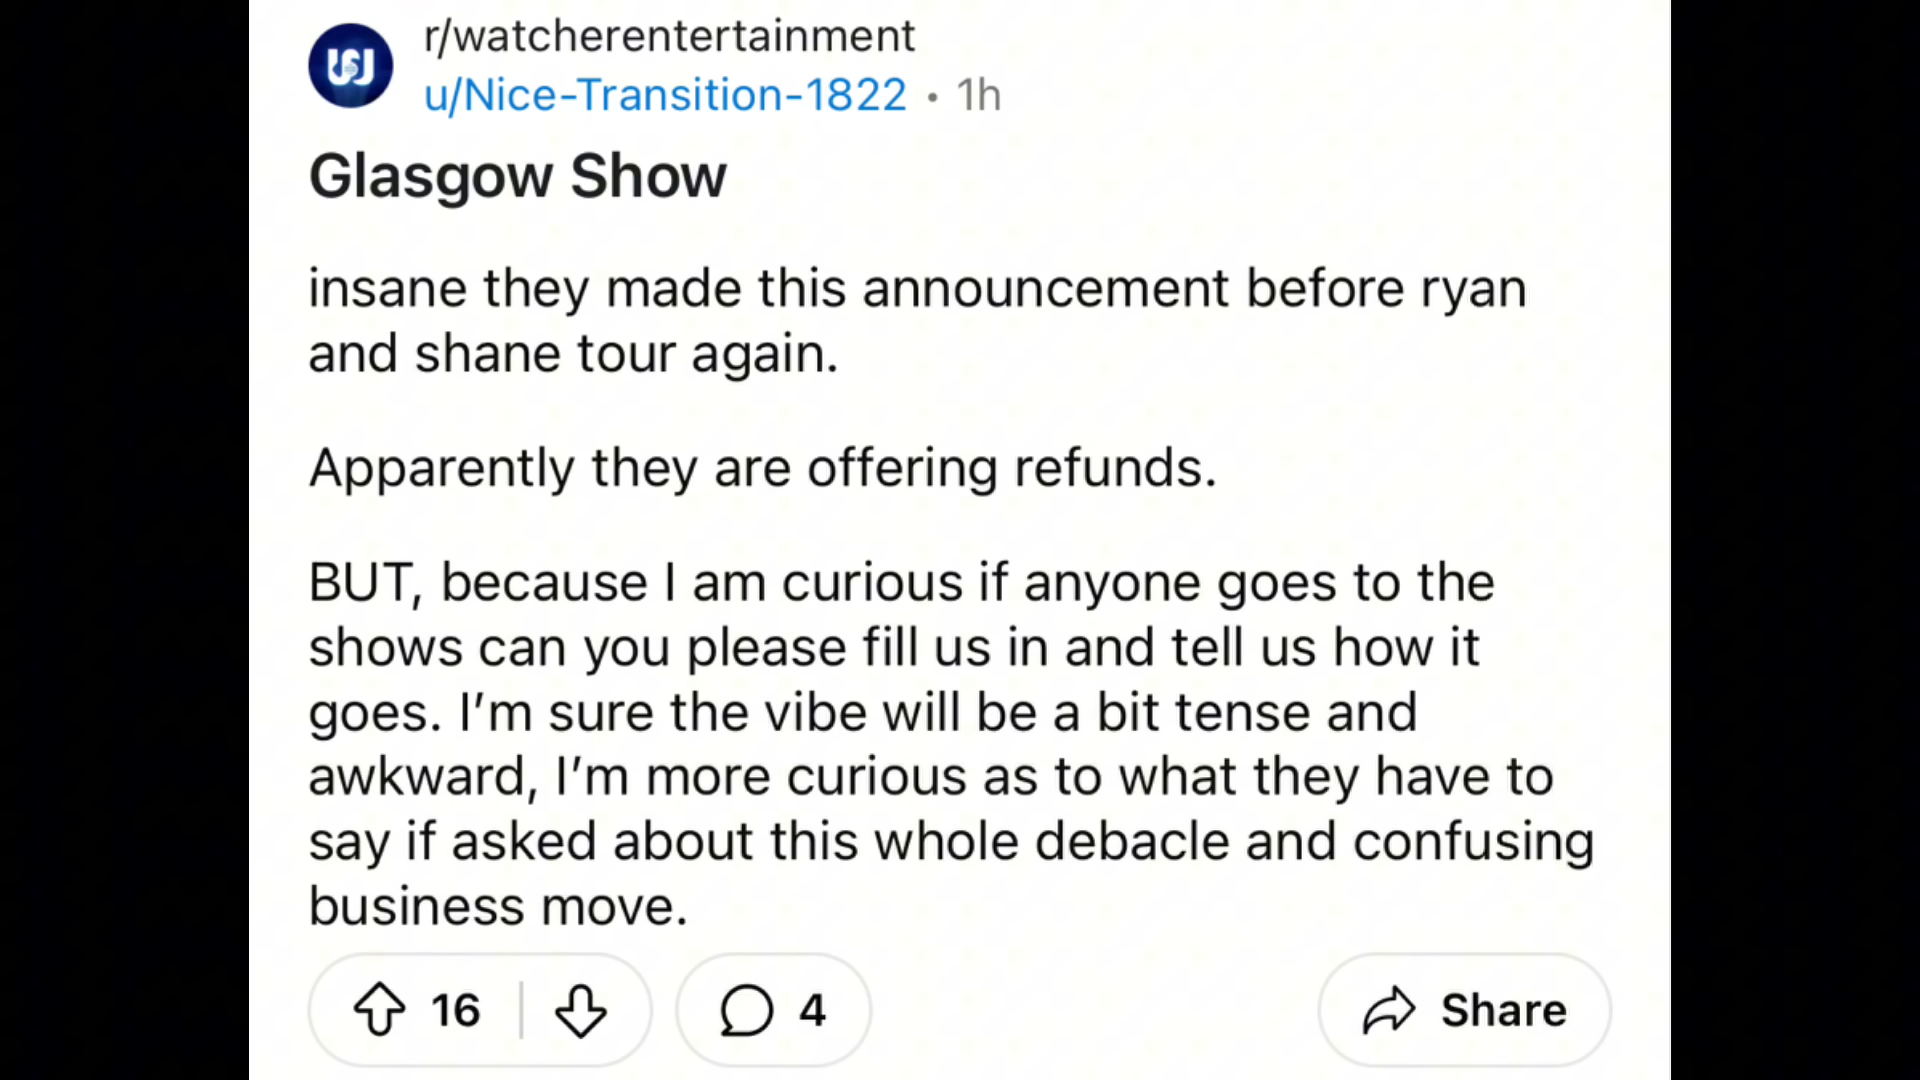 r/watcherentertainment
u/Nice-Transition-1822 • 1h
Glasgow Show
insane they made this announcement before ryan
and shane tour again.
Apparently they are offering refunds.
BUT, because I am curious if anyone goes to the
shows can you please fill us in and tell us how it
goes. I’m sure the vibe will be a bit tense and
awkward, I’m more curious as to what they have to
say if asked about this whole debacle and confusing
business move.
16 4 Share